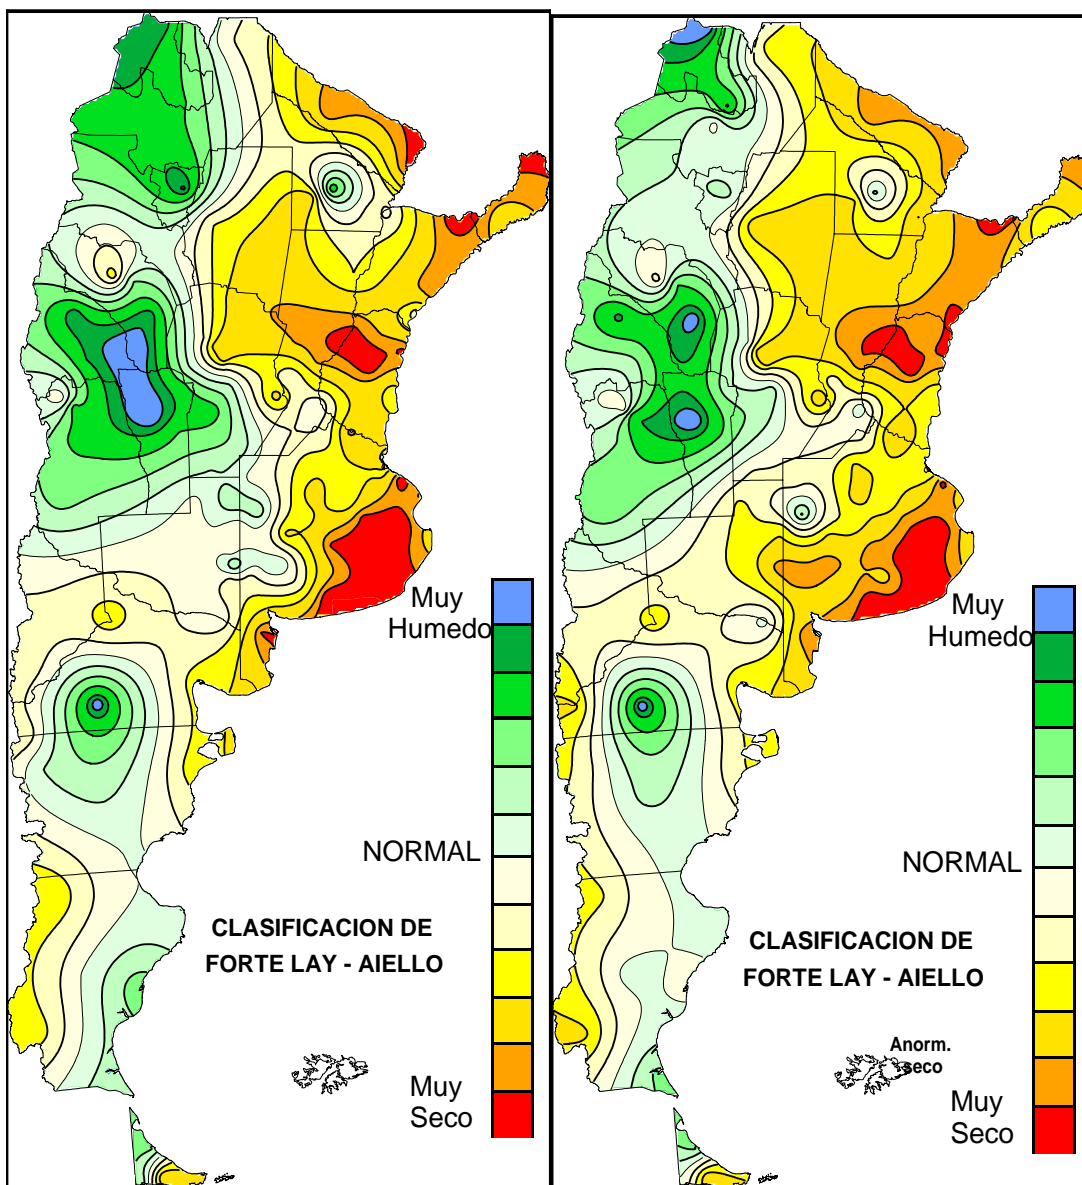 Muy
Humedo
NORMAL
CLASIFICACION DE
FORTE LAY - AIELLO
Muy
Seco
Muy
Humedo
NORMAL
CLASIFICACION DE
FORTE LAY - AIELLO
Anorm.
seco
Muy
Seco